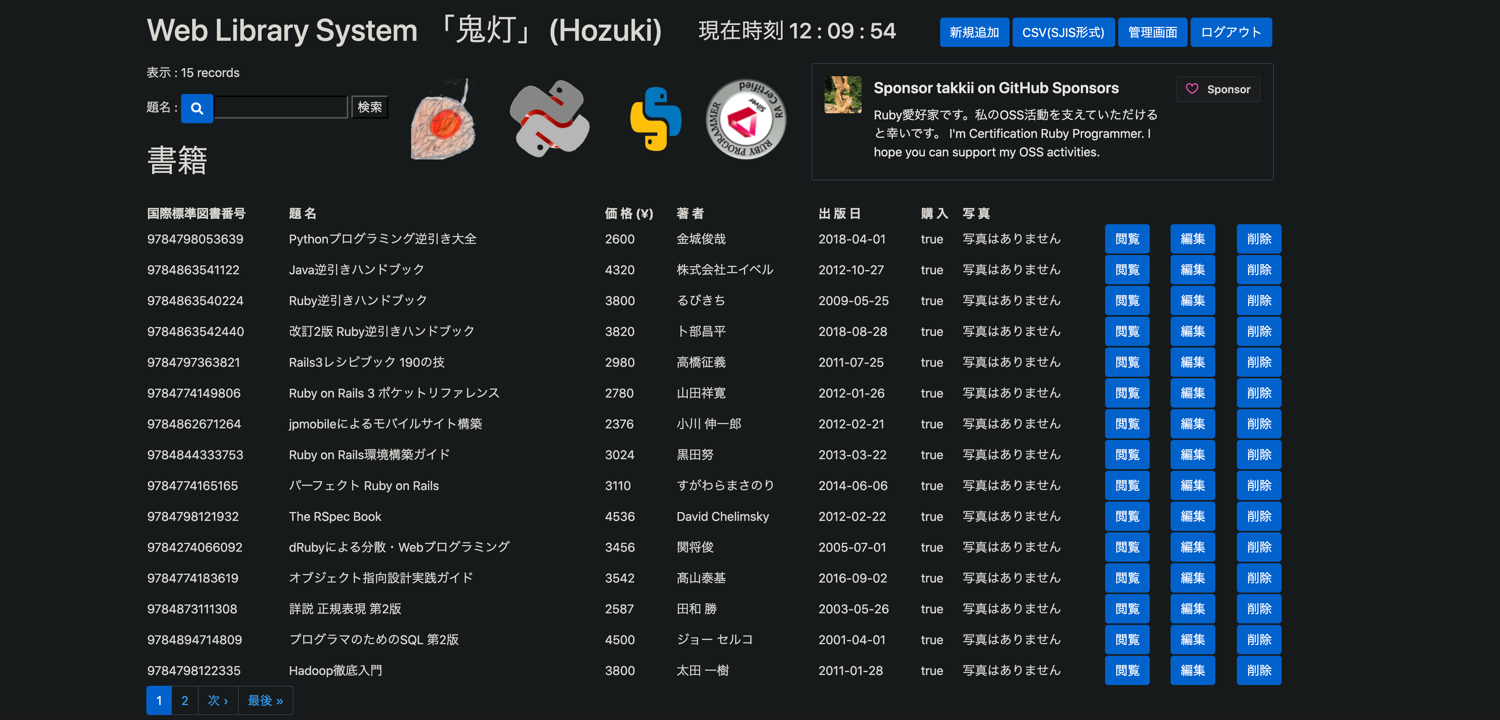 Web Library System 「鬼灯」(Hozuki)
現在時刻 12 : 09 : 54
新規追加 CSV(SJIS形式) 管理画面 ログアウト
表示 : 15 records
題名 : 検索
RUBY PROGRAMMER RA Certified Silver
Sponsor takkii on GitHub Sponsors
Sponsor
Ruby愛好家です。私のOSS活動を支えていただける
と幸いです。 I'm Certification Ruby Programmer. I
hope you can support my OSS activities.
書籍
国際標準図書番号 題 名 価 格 (¥) 著 者 出 版 日 購 入 写 真
9784798053639 Pythonプログラミング逆引き大全 2600 金城俊哉 2018-04-01 true 写真はありません 閲覧 編集 削除
9784863541122 Java逆引きハンドブック 4320 株式会社エイベル 2012-10-27 true 写真はありません 閲覧 編集 削除
9784863540224 Ruby逆引きハンドブック 3800 るびきち 2009-05-25 true 写真はありません 閲覧 編集 削除
9784863542440 改訂2版 Ruby逆引きハンドブック 3820 卜部昌平 2018-08-28 true 写真はありません 閲覧 編集 削除
9784797363821 Rails3レシピブック 190の技 2980 高橋征義 2011-07-25 true 写真はありません 閲覧 編集 削除
9784774149806 Ruby on Rails 3 ポケットリファレンス 2780 山田祥寛 2012-01-26 true 写真はありません 閲覧 編集 削除
9784862671264 jpmobileによるモバイルサイト構築 2376 小川 伸一郎 2012-02-21 true 写真はありません 閲覧 編集 削除
9784844333753 Ruby on Rails環境構築ガイド 3024 黒田努 2013-03-22 true 写真はありません 閲覧 編集 削除
9784774165165 パーフェクト Ruby on Rails 3110 すがわらまさのり 2014-06-06 true 写真はありません 閲覧 編集 削除
9784798121932 The RSpec Book 4536 David Chelimsky 2012-02-22 true 写真はありません 閲覧 編集 削除
9784274066092 dRubyによる分散・Webプログラミング 3456 関将俊 2005-07-01 true 写真はありません 閲覧 編集 削除
9784774183619 オブジェクト指向設計実践ガイド 3542 髙山泰基 2016-09-02 true 写真はありません 閲覧 編集 削除
9784873111308 詳説 正規表現 第2版 2587 田和 勝 2003-05-26 true 写真はありません 閲覧 編集 削除
9784894714809 プログラマのためのSQL 第2版 4500 ジョー セルコ 2001-04-01 true 写真はありません 閲覧 編集 削除
9784798122335 Hadoop徹底入門 3800 太田 一樹 2011-01-28 true 写真はありません 閲覧 編集 削除
1 2 次 › 最後 »